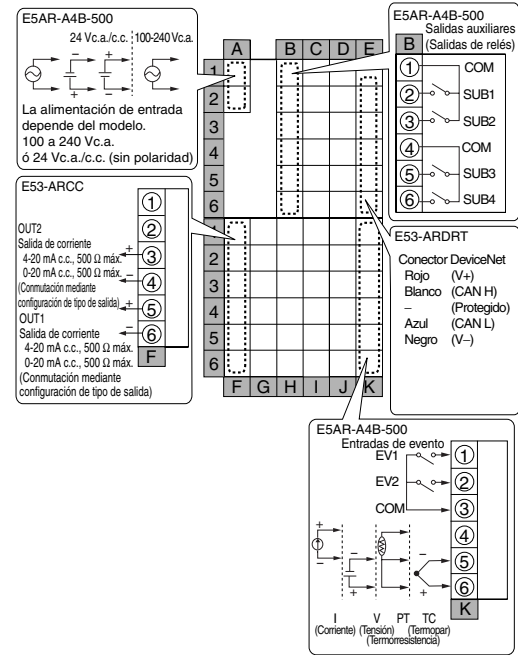 E5AR-A4B-500
24 Vc.a./c.c.
100-240 Vc.a.
− + + −
+ − − +
La alimentación de entrada
depende del modelo.
100 a 240 Vc.a.
ó 24 Vc.a./c.c. (sin polaridad)
A B C D E
1
2
3
4
5
6
1
2
3
4
5
6
F G H I J K
E5AR-A4B-500
Salidas auxiliares
(Salidas de relés)
B
1 COM
2 SUB1
3 SUB2
4 COM
5 SUB3
6 SUB4
E53-ARCC
1
2
3
4
5
6
F
OUT2
Salida de corriente
4-20 mA c.c., 500 Ω máx. +
0-20 mA c.c., 500 Ω máx. −
(Conmutación mediante
configuración de tipo de salida) +
OUT1
Salida de corriente −
4-20 mA c.c., 500 Ω máx.
0-20 mA c.c., 500 Ω máx.
(Conmutación mediante
configuración de tipo de salida)
E53-ARDRT
Conector DeviceNet
Rojo (V+)
Blanco (CAN H)
– (Protegido)
Azul (CAN L)
Negro (V–)
E5AR-A4B-500
Entradas de evento
EV1 1
EV2 2
COM 3
4
5
6
K
+ − − + − +
I V PT TC
(Corriente) (Tensión) (Termopar)
(Termorresistencia)